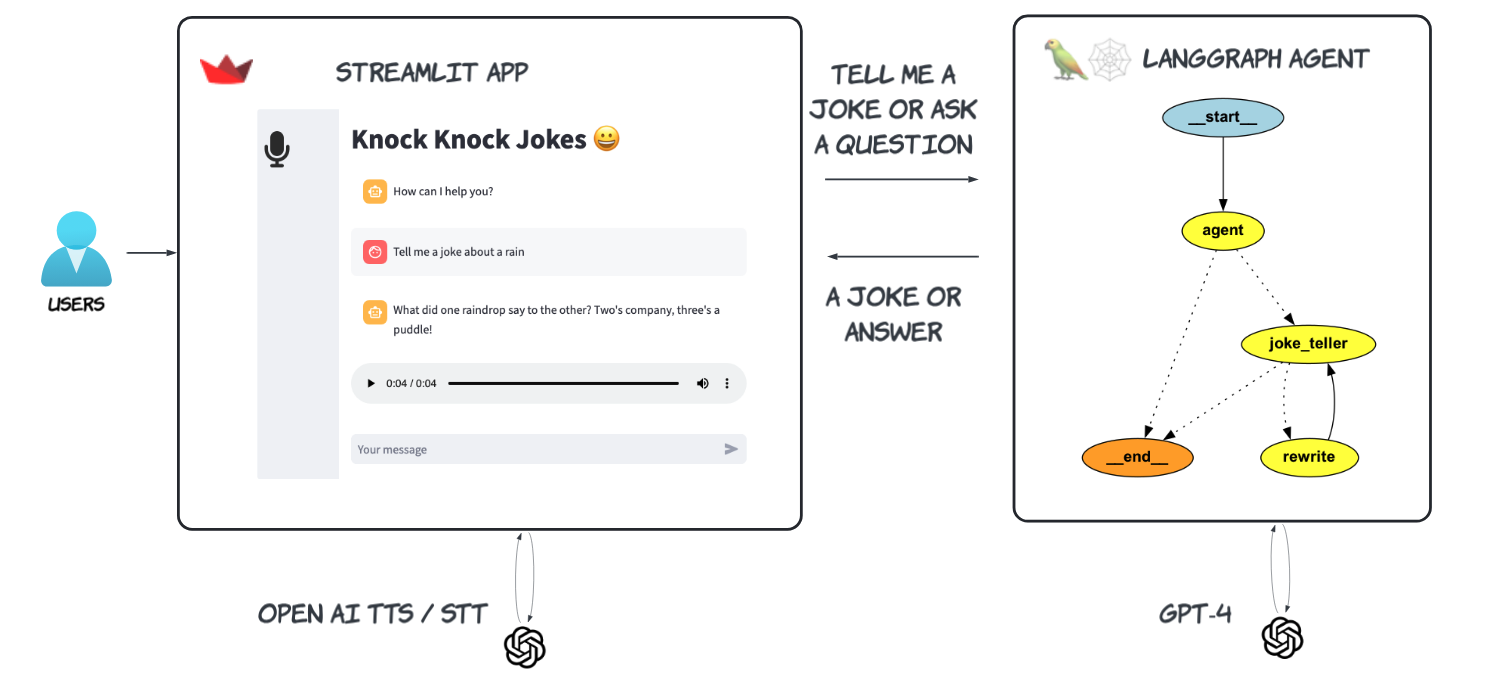 STREAMLIT APP
Knock Knock Jokes 😀
How can I help you?
Tell me a joke about a rain
What did one raindrop say to the other? Two's company, three's a
puddle!
0:04 / 0:04
Your message
USERS
OPEN AI TTS / STT
TELL ME A
JOKE OR ASK
A QUESTION
A JOKE OR
ANSWER
LANGGRAPH AGENT
__start__
agent
joke_teller
__end__
rewrite
GPT-4